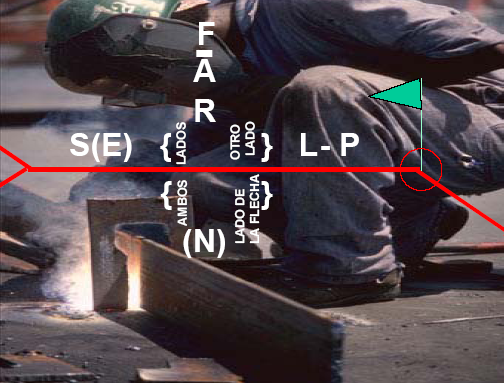 F
A
R
S(E)
{
LADOS
OTRO
LADO
}
L - P
{
AMBOS
LADO DE
LA FLECHA
}
(N)